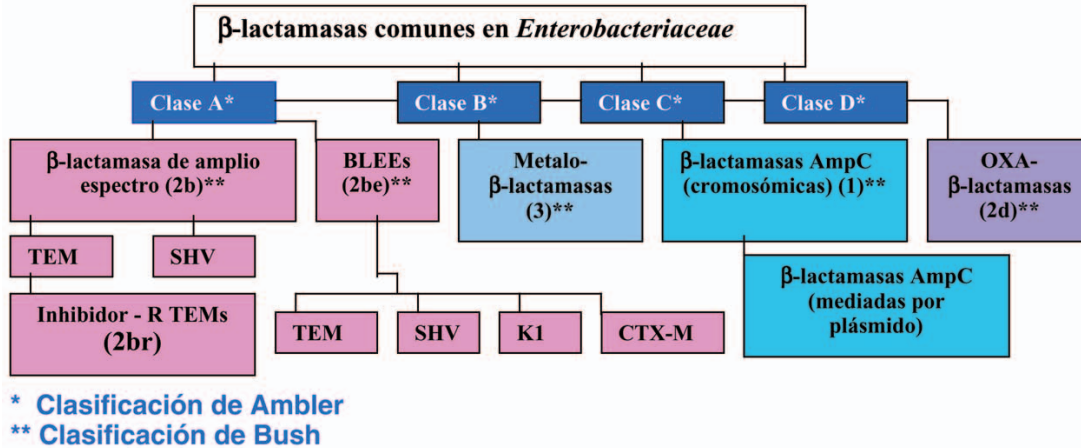 β-lactamasas comunes en Enterobacteriaceae
Clase A*
Clase B*
Clase C*
Clase D*
β-lactamasa de amplio
espectro (2b)**
BLEEs
(2be)**
Metalo-
β-lactamasas
(3)**
β-lactamasas AmpC
(cromosómicas) (1)**
OXA-
β-lactamasas
(2d)**
TEM
SHV
β-lactamasas AmpC
(mediadas por
plásmido)
Inhibidor - R TEMs
(2br)
TEM
SHV
K1
CTX-M
* Clasificación de Ambler
** Clasificación de Bush